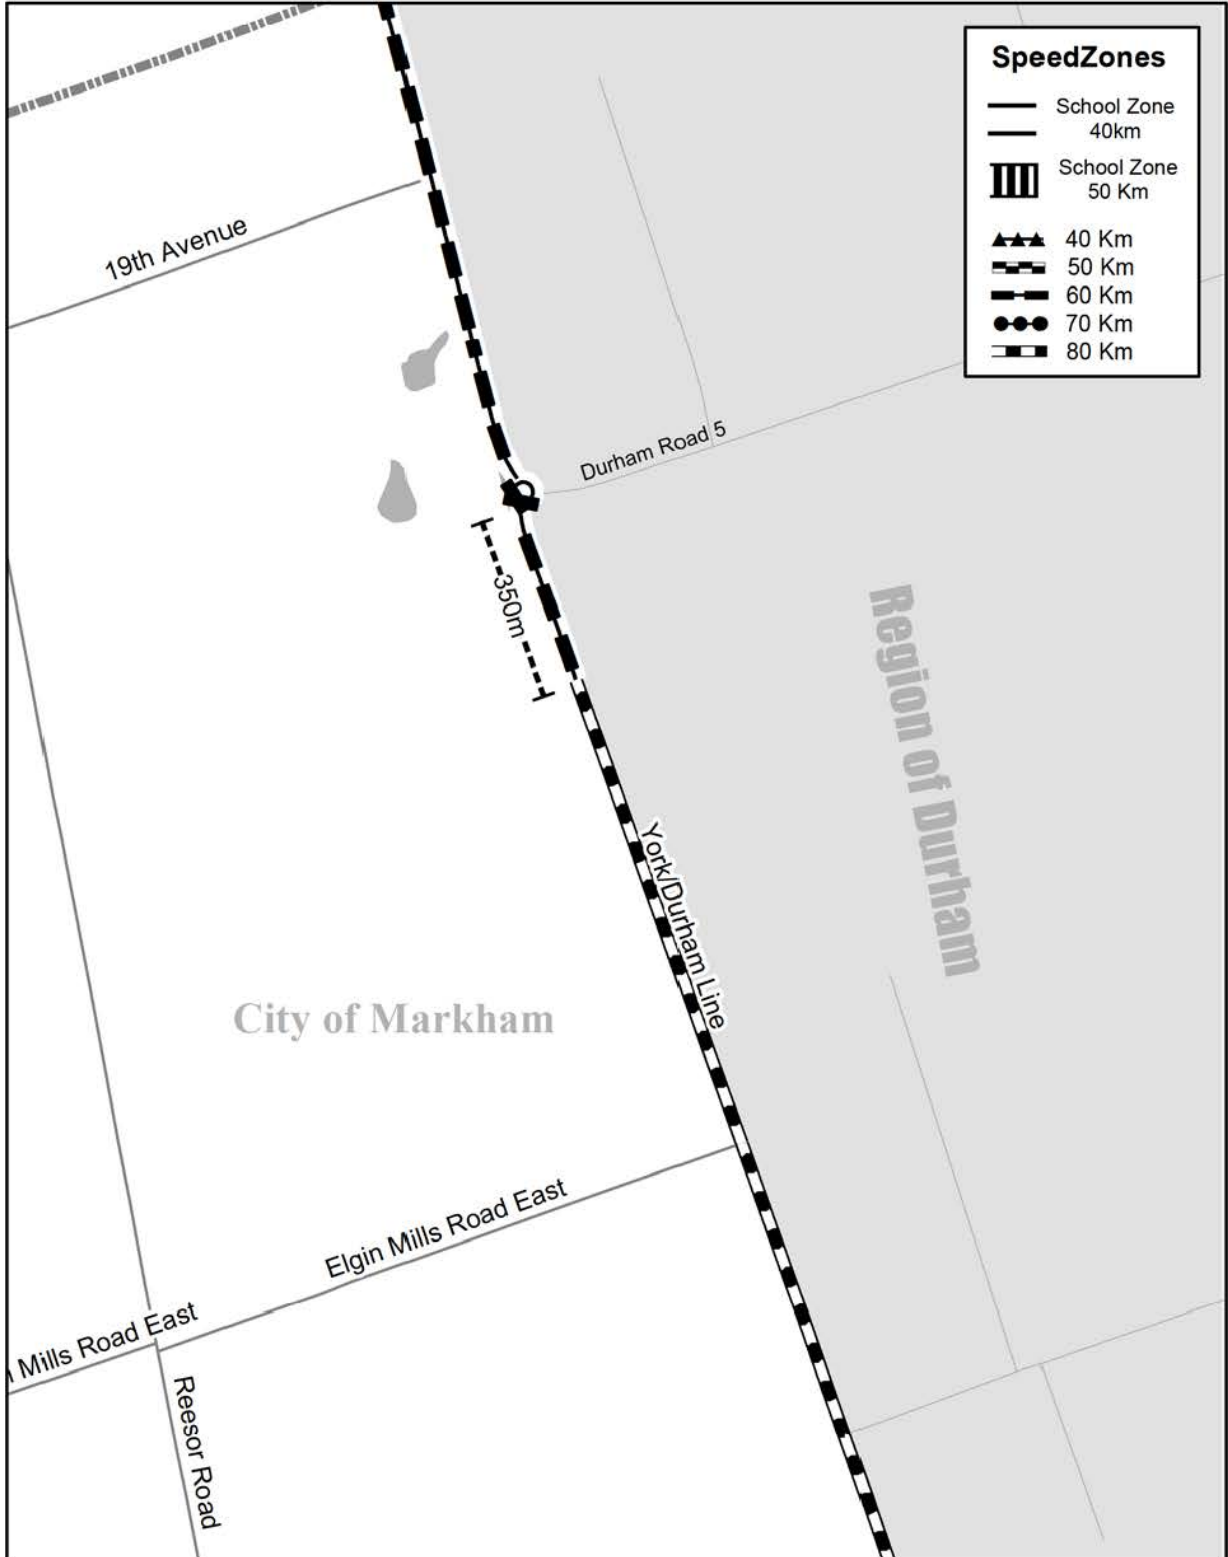 SpeedZones
School Zone
40km
School Zone
50 Km
40 Km
50 Km
60 Km
70 Km
80 Km
19th Avenue
Durham Road 5
350m
Region of Durham
York/Durham Line
City of Markham
Elgin Mills Road East
Mills Road East
Reesor Road